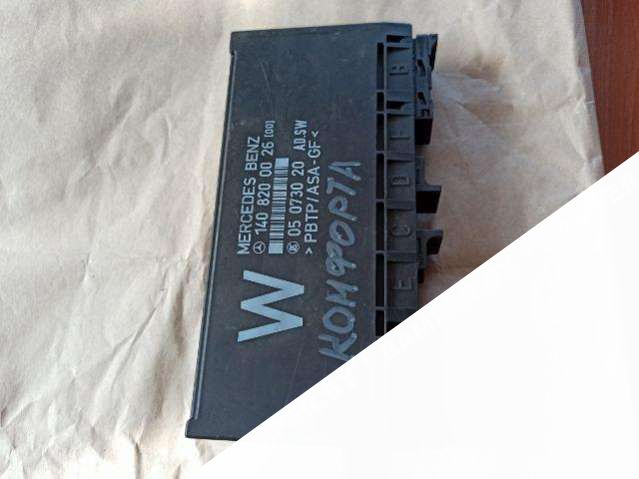 MERCEDES BENZ
140 820 00 26 [00]
05 0730 20 AD.SW
> PBTP/ASA-GF <
W
КОМФОРТА
B
D
C
E